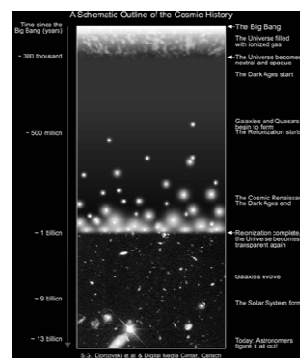 A Schematic Outline of the Cosmic History
Time since the
Big Bang (years)
The Big Bang
The Universe filled
with ionized gas
~ 300 thousand
The Universe becomes
neutral and opaque
The Dark Ages start
Galaxies and Quasars
begin to form
The Reionization starts
~ 500 million
The Cosmic Renaissance
The Dark Ages end
~ 1 billion
Reionization complete,
the Universe becomes
transparent again
Galaxies evolve
~ 9 billion
The Solar System forms
~ 13 billion
Today: Astronomers
figure it all out!
S.G. Djorgovski et al. & Digital Media Center, Caltech